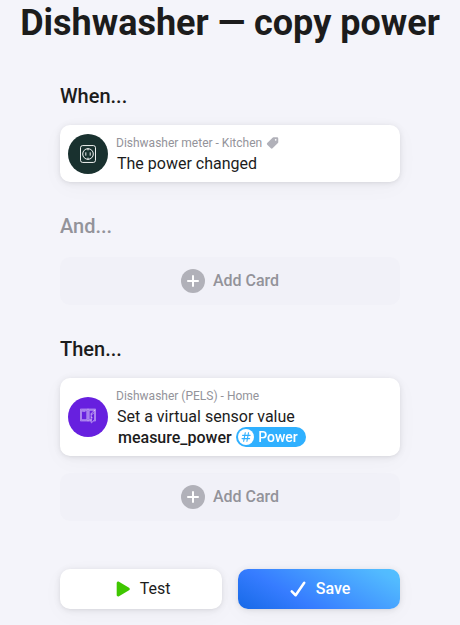 Dishwasher — copy power
When...
Dishwasher meter - Kitchen
The power changed
And...
Add Card
Then...
Dishwasher (PELS) - Home
Set a virtual sensor value
measure_power # Power
Add Card
Test
Save